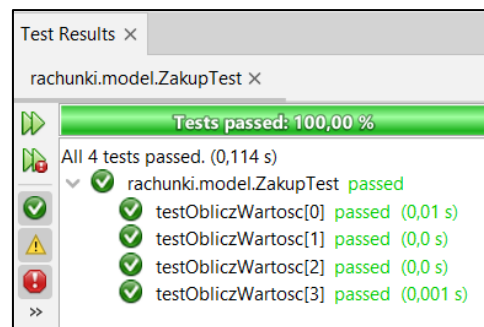 Test Results ×
rachunki.model.ZakupTest ×
Tests passed: 100,00 %
All 4 tests passed. (0,114 s)
rachunki.model.ZakupTest passed
testObliczWartosc[0] passed (0,01 s)
testObliczWartosc[1] passed (0,0 s)
testObliczWartosc[2] passed (0,0 s)
testObliczWartosc[3] passed (0,001 s)
»